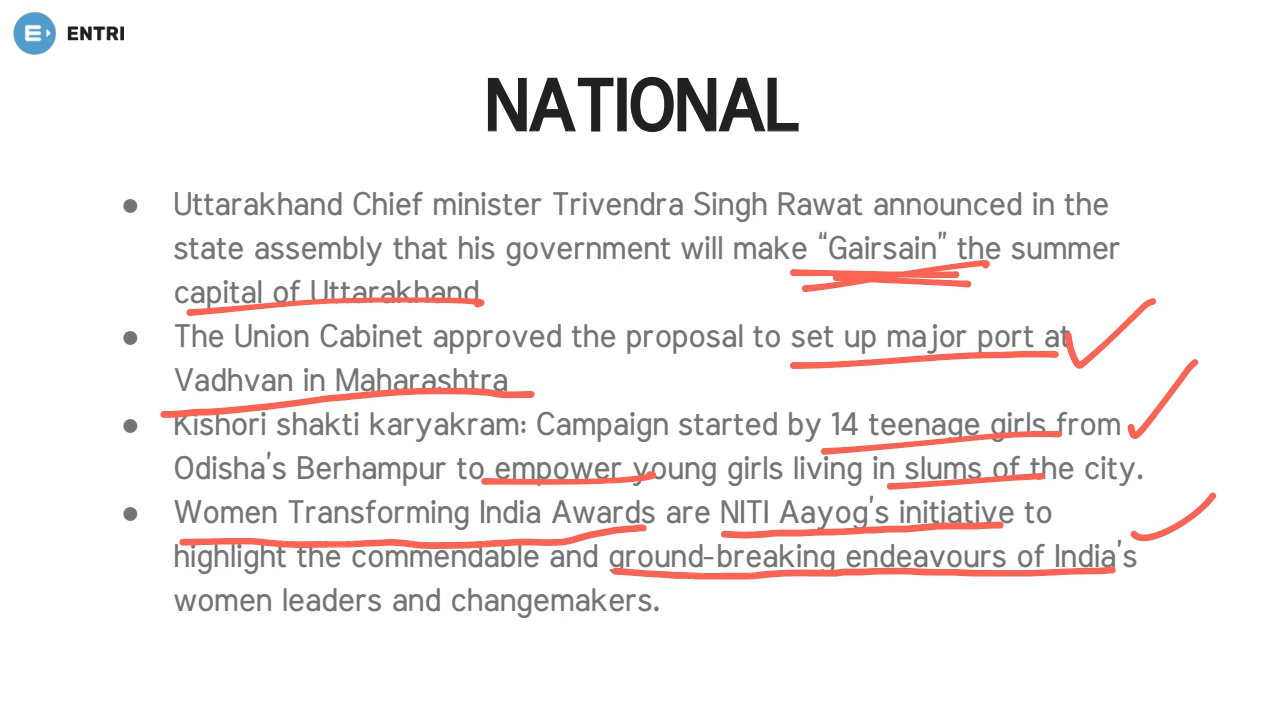 ENTRI
NATIONAL
● Uttarakhand Chief minister Trivendra Singh Rawat announced in the
state assembly that his government will make “Gairsain” the summer
capital of Uttarakhand
● The Union Cabinet approved the proposal to set up major port at
Vadhvan in Maharashtra
● Kishori shakti karyakram: Campaign started by 14 teenage girls from
Odisha's Berhampur to empower young girls living in slums of the city.
● Women Transforming India Awards are NITI Aayog's initiative to
highlight the commendable and ground-breaking endeavours of India's
women leaders and changemakers.